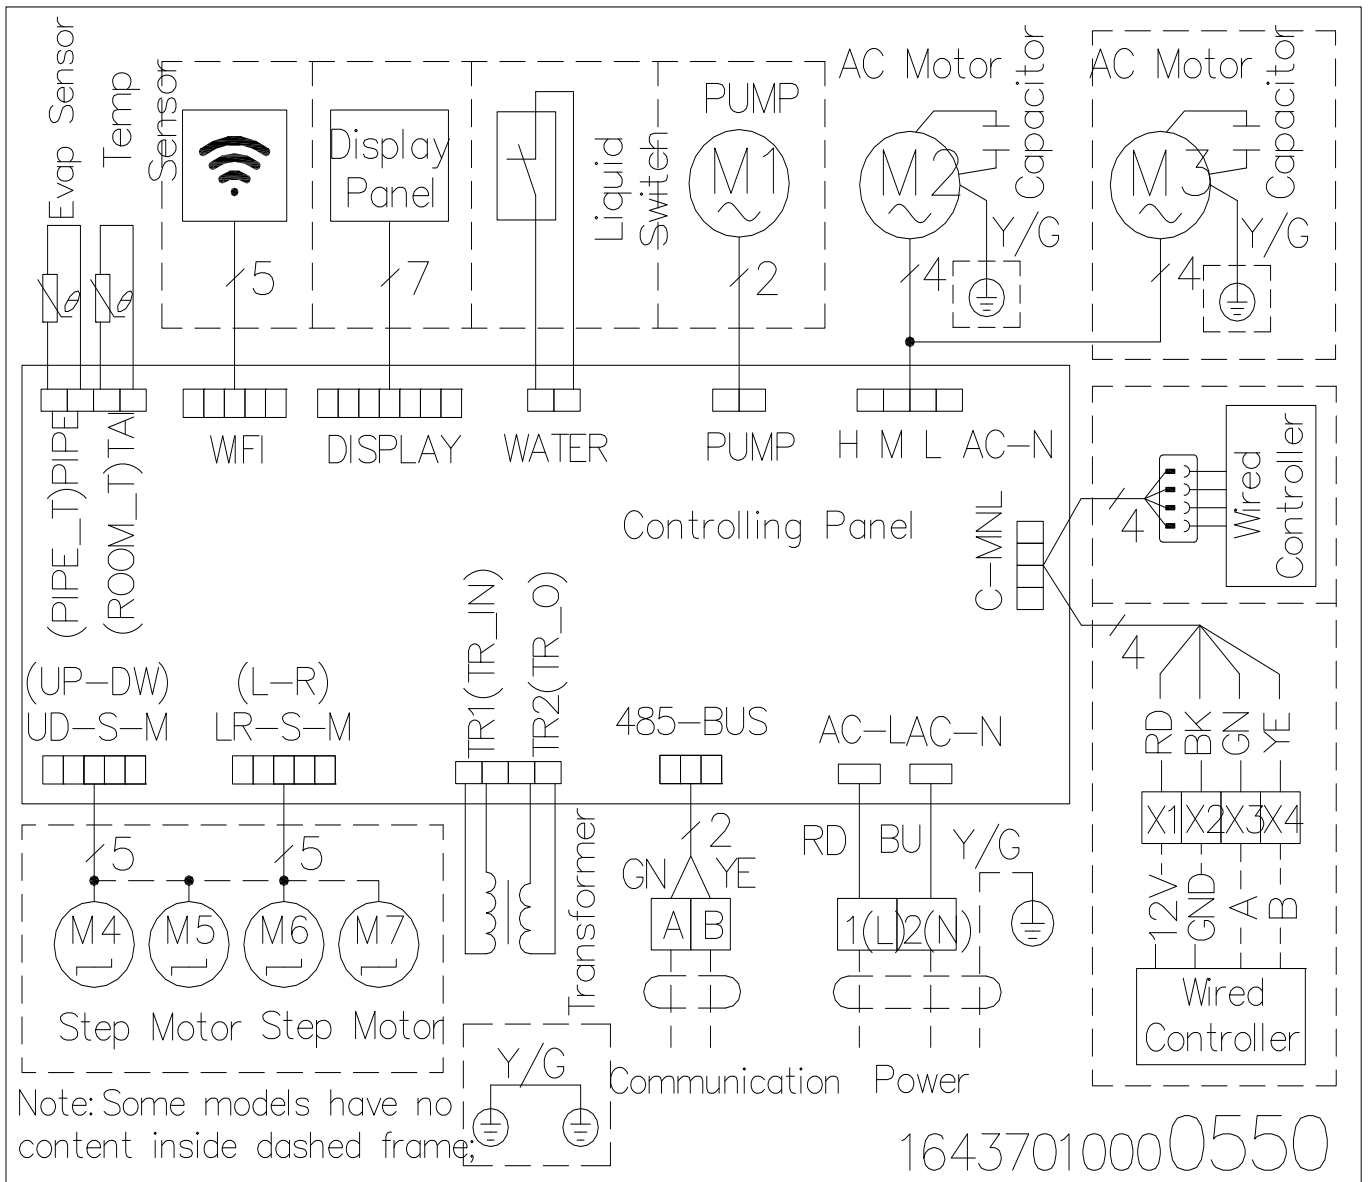 Evap Sensor
Temp
Sensor
Display
Panel
Liquid
Switch
PUMP
M1
AC Motor
Capacitor
M2
Y/G
AC Motor
Capacitor
M3
Y/G
θ
θ
5
7
2
4
4
(PIPE_T)PIPE
(ROOM_T)TAI
WIFI
DISPLAY
WATER
PUMP
H M L AC-N
Controlling Panel
C-MNL
4
Wired
Controller
4
(UP-DW)
UD-S-M
(L-R)
LR-S-M
TR1(TR_IN)
TR2(TR_O)
485-BUS
AC-L AC-N
RD
BK
GN
YE
X1 X2 X3 X4
12V
GND
A
B
Wired
Controller
5
5
M4 M5 M6 M7
Step Motor Step Motor
Transformer
2
GN YE
A B
RD BU Y/G
1(L) 2(N)
Y/G
Communication Power
Note: Some models have no
content inside dashed frame;
1643701000 0550